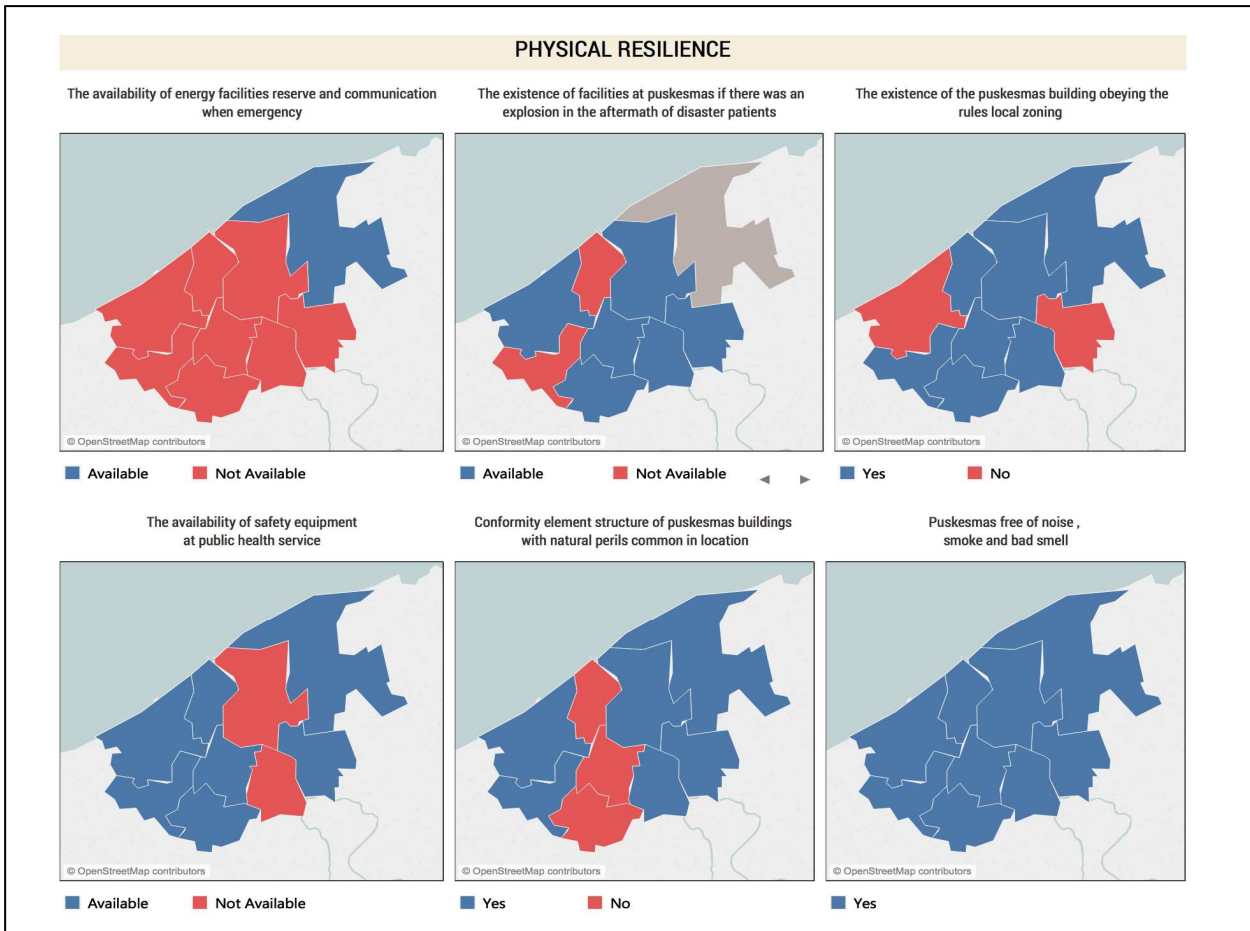 PHYSICAL RESILIENCE
The availability of energy facilities reserve and communication
when emergency
The existence of facilities at puskesmas if there was an
explosion in the aftermath of disaster patients
The existence of the puskesmas building obeying the
rules local zoning
© OpenStreetMap contributors
© OpenStreetMap contributors
© OpenStreetMap contributors
Available Not Available
Available Not Available
Yes No
The availability of safety equipment
at public health service
Conformity element structure of puskesmas buildings
with natural perils common in location
Puskesmas free of noise ,
smoke and bad smell
© OpenStreetMap contributors
© OpenStreetMap contributors
© OpenStreetMap contributors
Available Not Available
Yes No
Yes